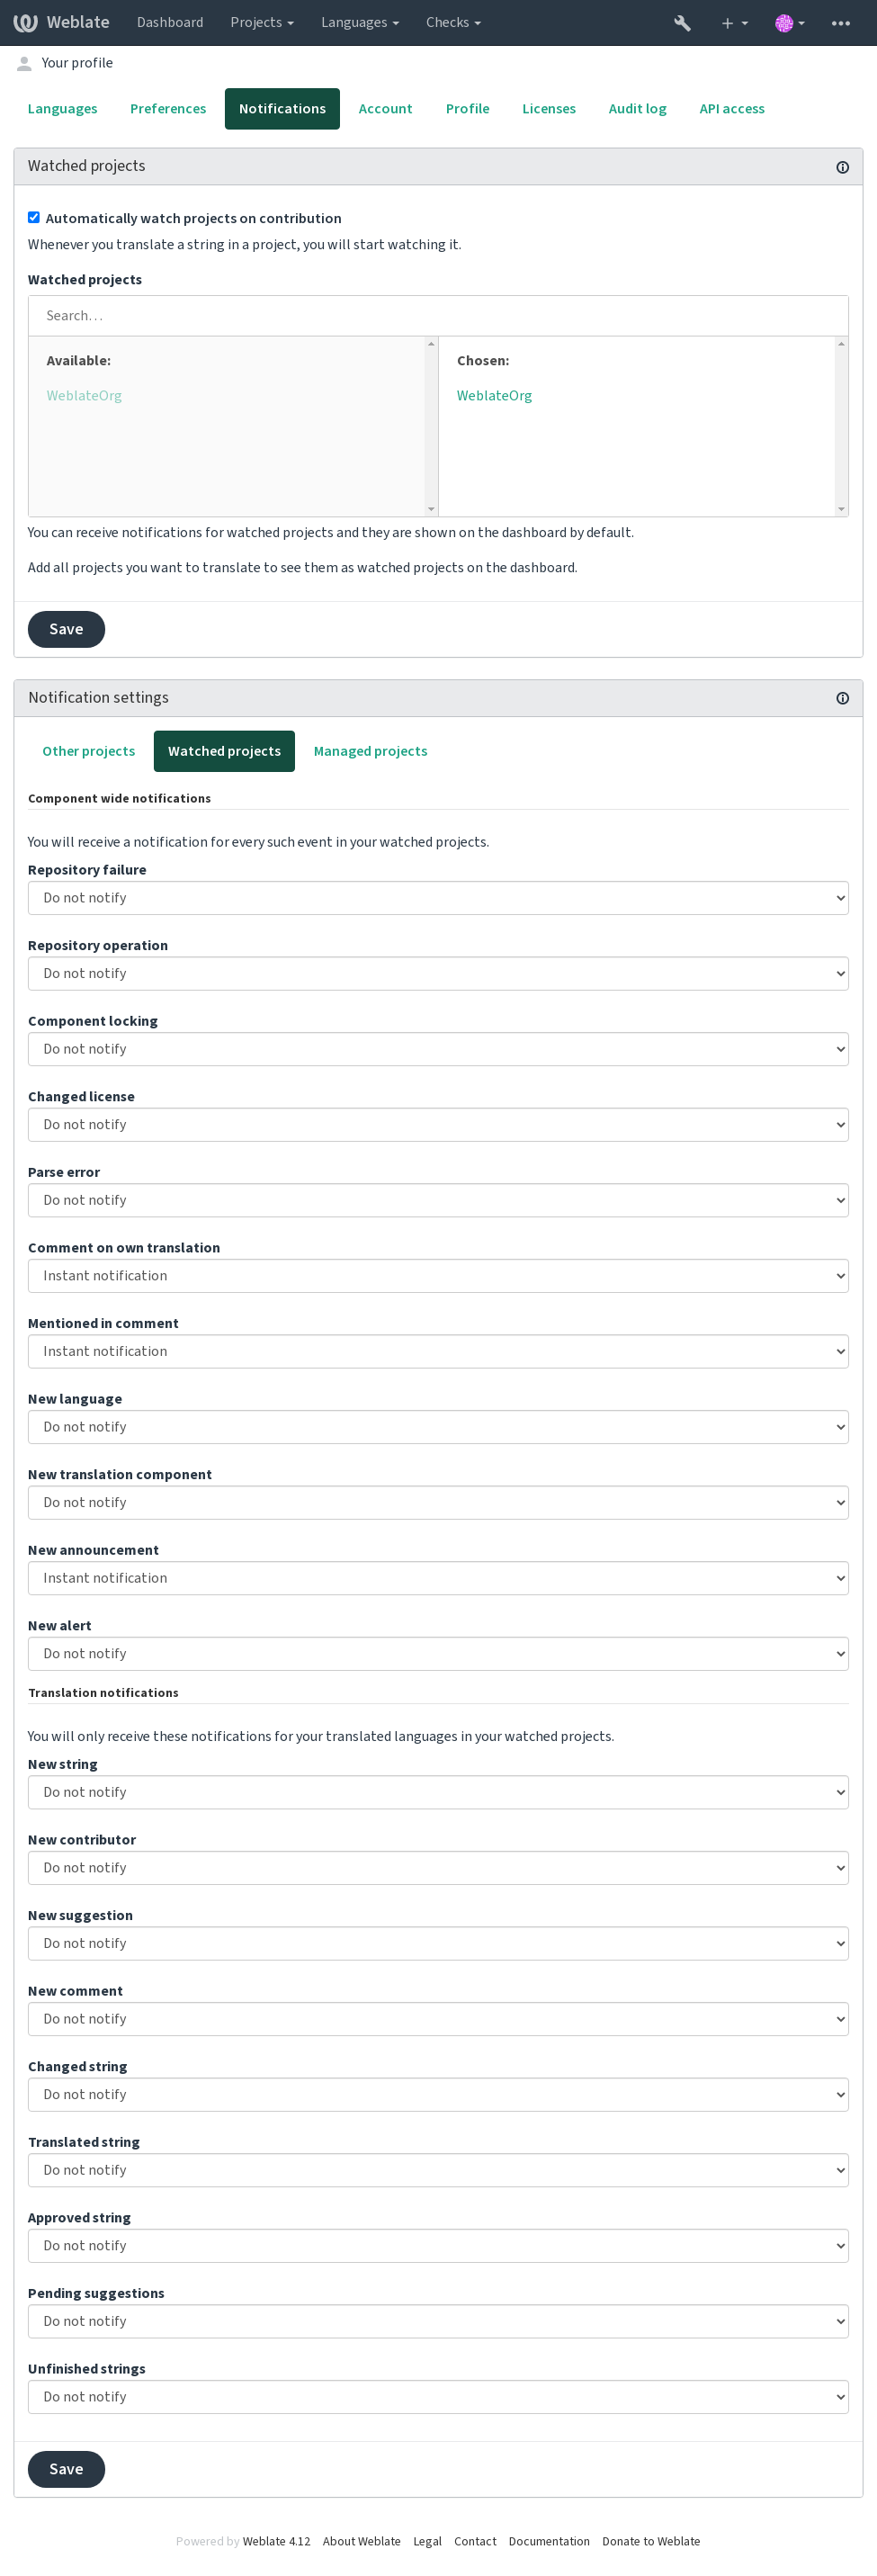 Weblate Dashboard Projects Languages Checks
Your profile
Languages Preferences Notifications Account Profile Licenses Audit log API access
Watched projects
Automatically watch projects on contribution
Whenever you translate a string in a project, you will start watching it.
Watched projects
Search…
Available: Chosen:
WeblateOrg WeblateOrg
You can receive notifications for watched projects and they are shown on the dashboard by default.
Add all projects you want to translate to see them as watched projects on the dashboard.
Save
Notification settings
Other projects Watched projects Managed projects
Component wide notifications
You will receive a notification for every such event in your watched projects.
Repository failure
Do not notify
Repository operation
Do not notify
Component locking
Do not notify
Changed license
Do not notify
Parse error
Do not notify
Comment on own translation
Instant notification
Mentioned in comment
Instant notification
New language
Do not notify
New translation component
Do not notify
New announcement
Instant notification
New alert
Do not notify
Translation notifications
You will only receive these notifications for your translated languages in your watched projects.
New string
Do not notify
New contributor
Do not notify
New suggestion
Do not notify
New comment
Do not notify
Changed string
Do not notify
Translated string
Do not notify
Approved string
Do not notify
Pending suggestions
Do not notify
Unfinished strings
Do not notify
Save
Powered by Weblate 4.12 About Weblate Legal Contact Documentation Donate to Weblate